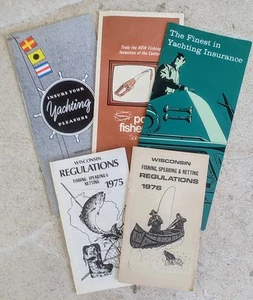 INSURE YOUR
Yachting
PLEASURE
Truly the NEW Fishing
Invention of the Century
po
fishe
The Finest in
Yachting Insurance
WISCONSIN
REGULATIONS
FISHING, SPEARING &
NETTING 1975
WISCONSIN
FISHING, SPEARING & NETTING
REGULATIONS
1976